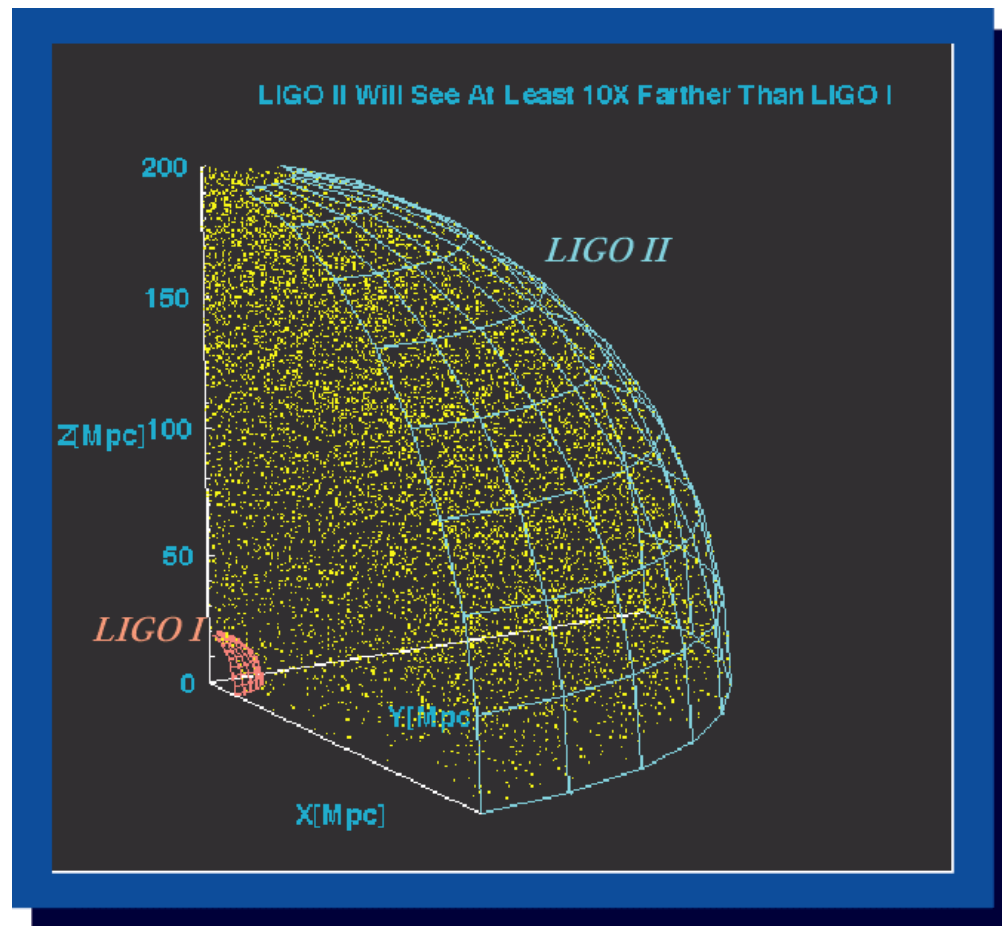 LIGO II Will See At Least 10X Farther Than LIGO I
200
LIGO II
150
Z[Mpc]
100
50
LIGO I
0
Y[Mpc
X[Mpc]